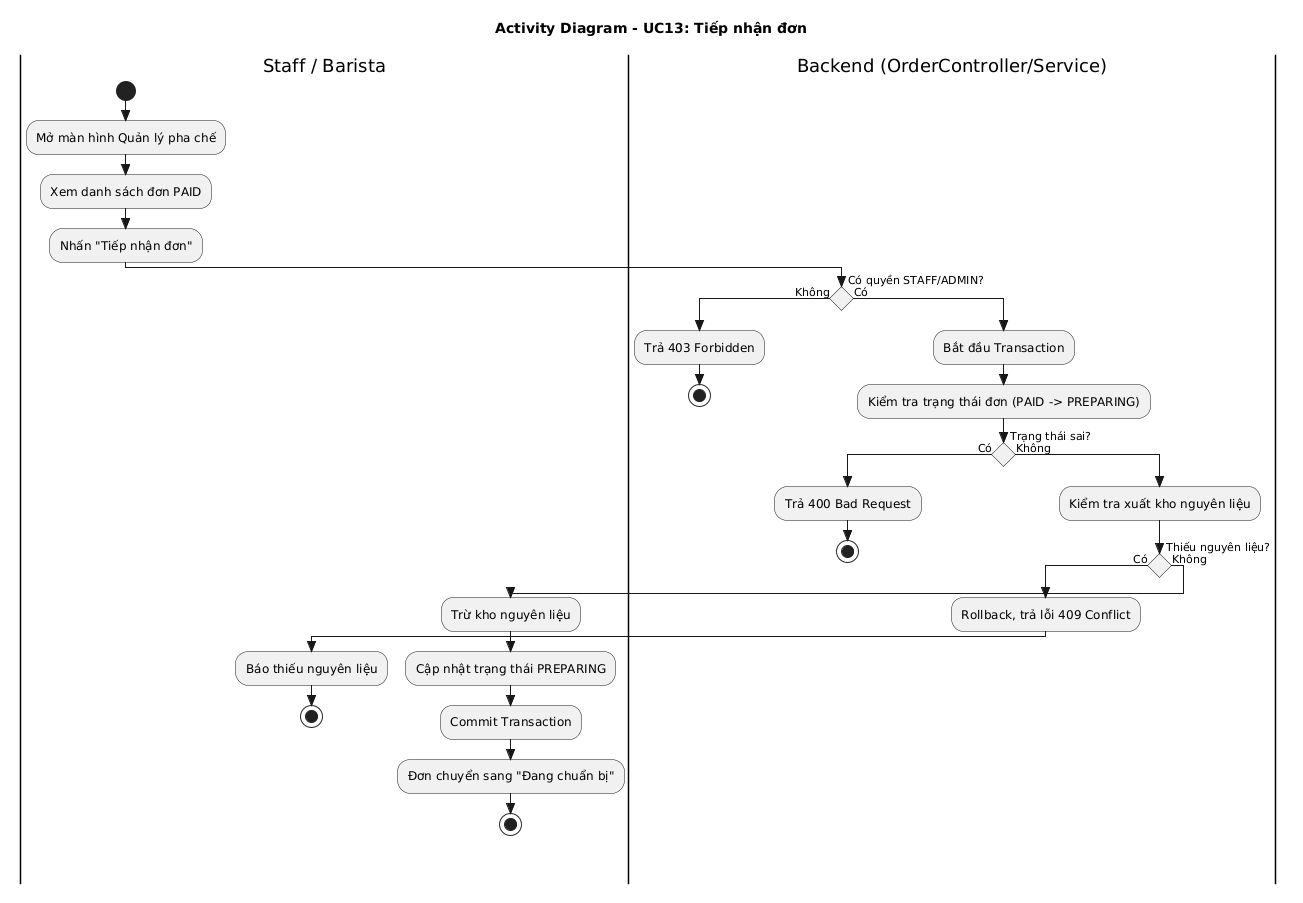 Activity Diagram - UC13: Tiếp nhận đơn
Staff / Barista
Backend (OrderController/Service)
Mở màn hình Quản lý pha chế
Xem danh sách đơn PAID
Nhấn "Tiếp nhận đơn"
Có quyền STAFF/ADMIN?
Không
Có
Trả 403 Forbidden
Bắt đầu Transaction
Kiểm tra trạng thái đơn (PAID -> PREPARING)
Trạng thái sai?
Có
Không
Trả 400 Bad Request
Kiểm tra xuất kho nguyên liệu
Thiếu nguyên liệu?
Có
Không
Trừ kho nguyên liệu
Rollback, trả lỗi 409 Conflict
Báo thiếu nguyên liệu
Cập nhật trạng thái PREPARING
Commit Transaction
Đơn chuyển sang "Đang chuẩn bị"